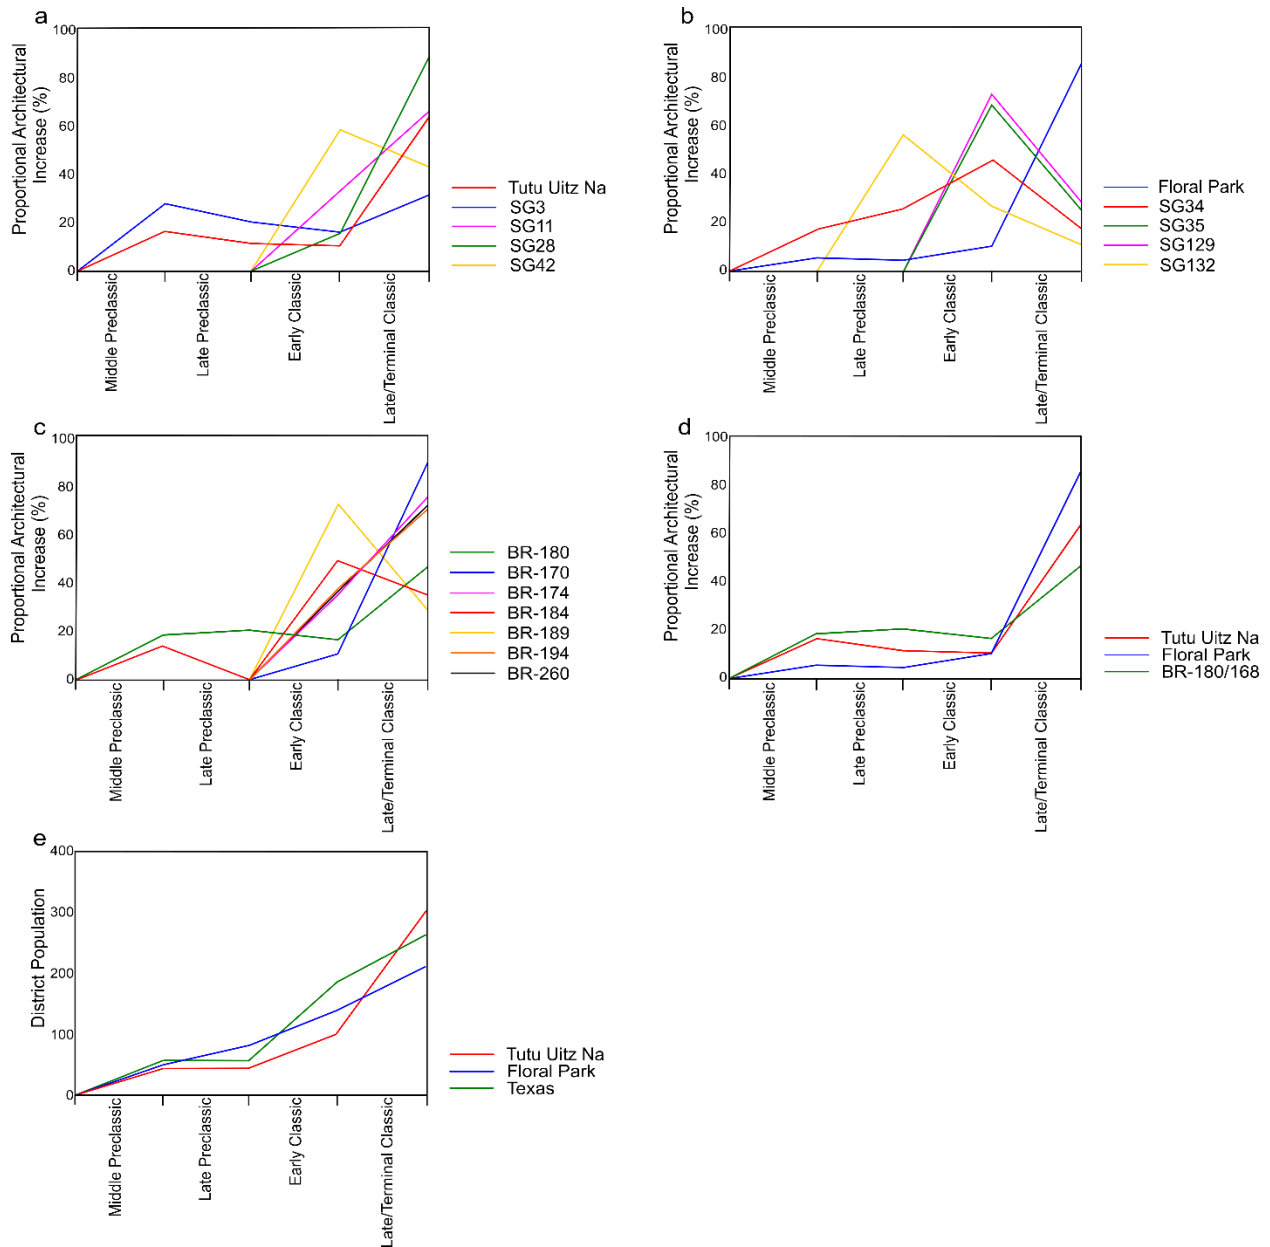 a
Proportional Architectural
Increase (%)
100
80
60
40
20
0
Middle Preclassic
Late Preclassic
Early Classic
Late/Terminal Classic
Tutu Uitz Na
SG3
SG11
SG28
SG42
b
Proportional Architectural
Increase (%)
100
80
60
40
20
0
Middle Preclassic
Late Preclassic
Early Classic
Late/Terminal Classic
Floral Park
SG34
SG35
SG129
SG132
c
Proportional Architectural
Increase (%)
100
80
60
40
20
0
Middle Preclassic
Late Preclassic
Early Classic
Late/Terminal Classic
BR-180
BR-170
BR-174
BR-184
BR-189
BR-194
BR-260
d
Proportional Architectural
Increase (%)
100
80
60
40
20
0
Middle Preclassic
Late Preclassic
Early Classic
Late/Terminal Classic
Tutu Uitz Na
Floral Park
BR-180/168
e
District Population
400
300
200
100
0
Middle Preclassic
Late Preclassic
Early Classic
Late/Terminal Classic
Tutu Uitz Na
Floral Park
Texas